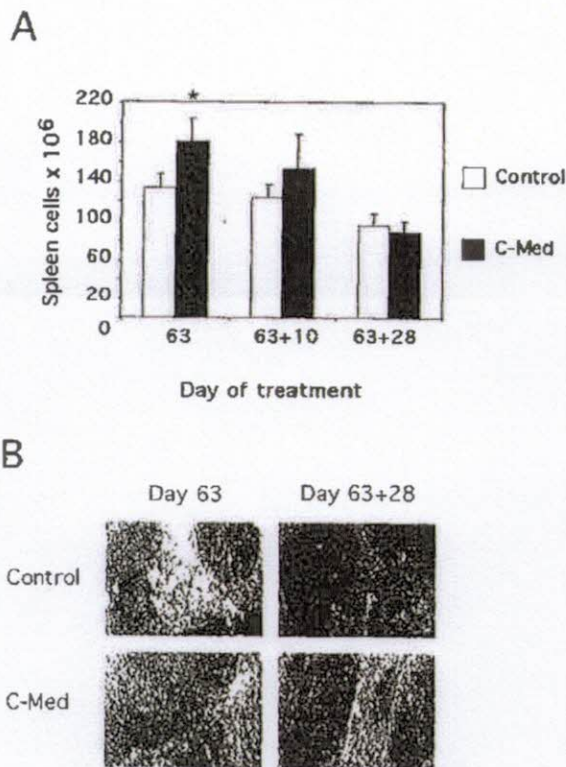 A
*
220
180
140
100
60
20
0
Spleen cells x 10⁶
Control
C-Med
63 63+10 63+28
Day of treatment
B
Day 63 Day 63+28
Control
C-Med